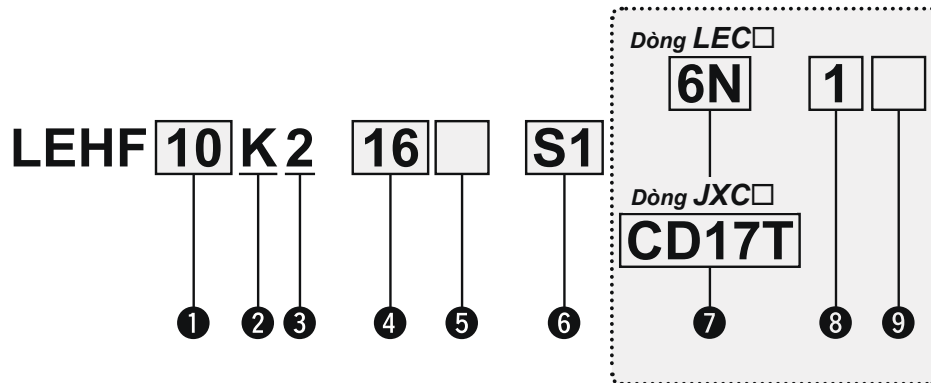 Dòng LEC□
6N 1
LEHF 10 K 2 16 S1
Dòng JXC□
CD17T
1 2 3 4 5 6 7 8 9